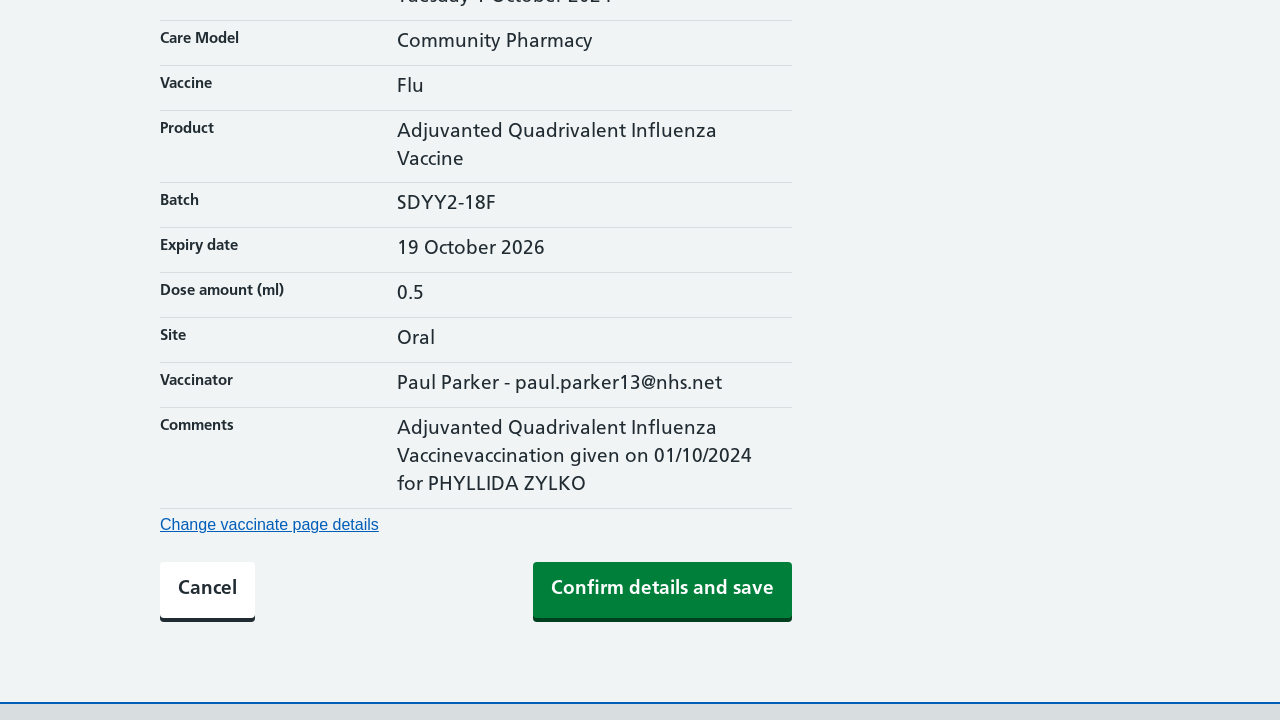 Care Model
Community Pharmacy
Vaccine
Flu
Product
Adjuvanted Quadrivalent Influenza
Vaccine
Batch
SDYY2-18F
Expiry date
19 October 2026
Dose amount (ml)
0.5
Site
Oral
Vaccinator
Paul Parker - paul.parker13@nhs.net
Comments
Adjuvanted Quadrivalent Influenza
Vaccinevaccination given on 01/10/2024
for PHYLLIDA ZYLKO
Change vaccinate page details
Cancel
Confirm details and save